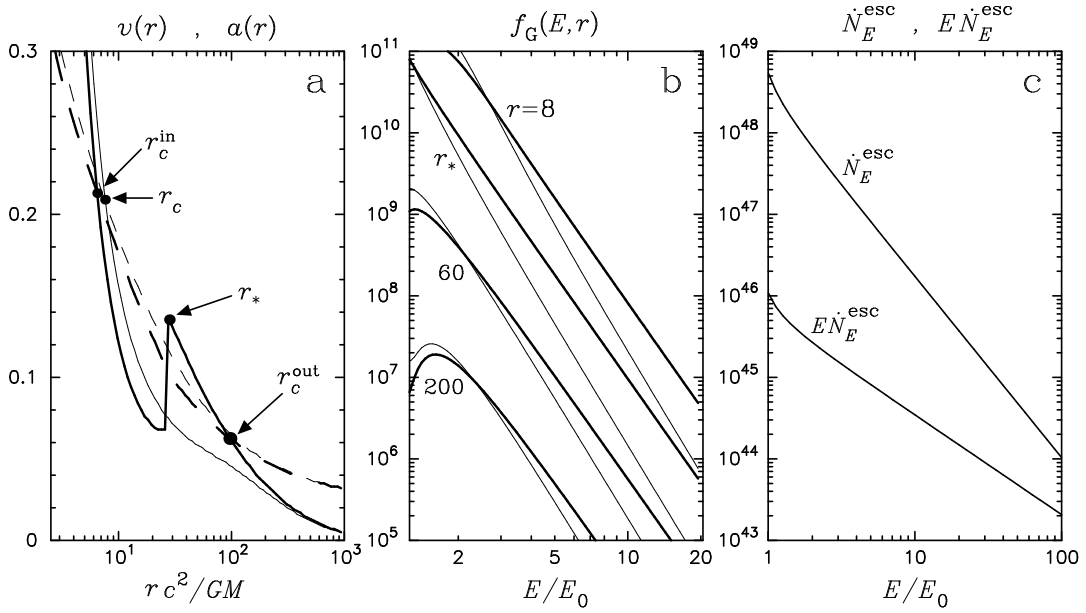 v(r) , a(r)
f_G(E,r)
Ṅ_E^esc , EṄ_E^esc
0.3
0.2
0.1
0
a
r_c^in
r_c
r_*
r_c^out
10^1
10^2
10^3
r c^2/GM
10^11
10^10
10^9
10^8
10^7
10^6
10^5
b
r=8
r_*
60
200
2
10
20
E/E_0
10^49
10^48
10^47
10^46
10^45
10^44
10^43
c
Ṅ_E^esc
EṄ_E^esc
1
10
100
E/E_0